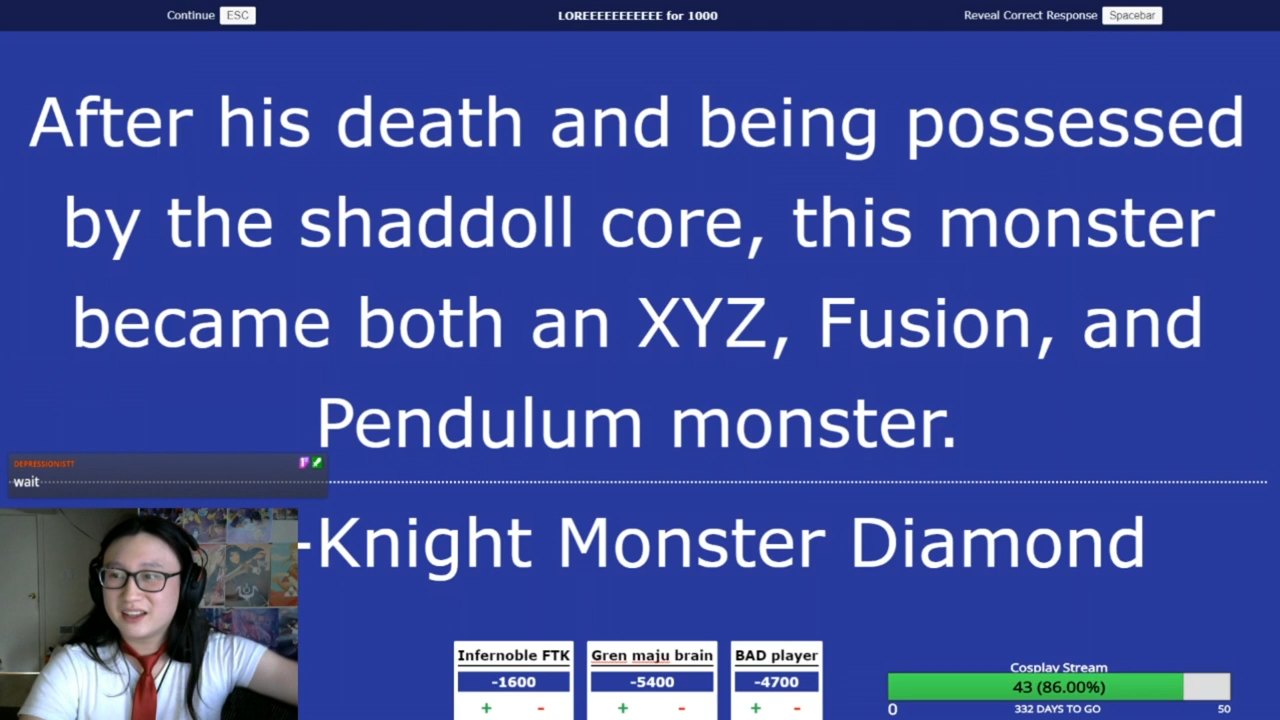 Continue ESC
LOREEEEEEEEEEE for 1000
Reveal Correct Response Spacebar
After his death and being possessed
by the shaddoll core, this monster
became both an XYZ, Fusion, and
Pendulum monster.
DEPRESSIONISTT
wait
-Knight Monster Diamond
Infernoble FTK
-1600
+ -
Gren maju brain
-5400
+ -
BAD player
-4700
+ -
Cosplay Stream
43 (86.00%)
0 332 DAYS TO GO 50